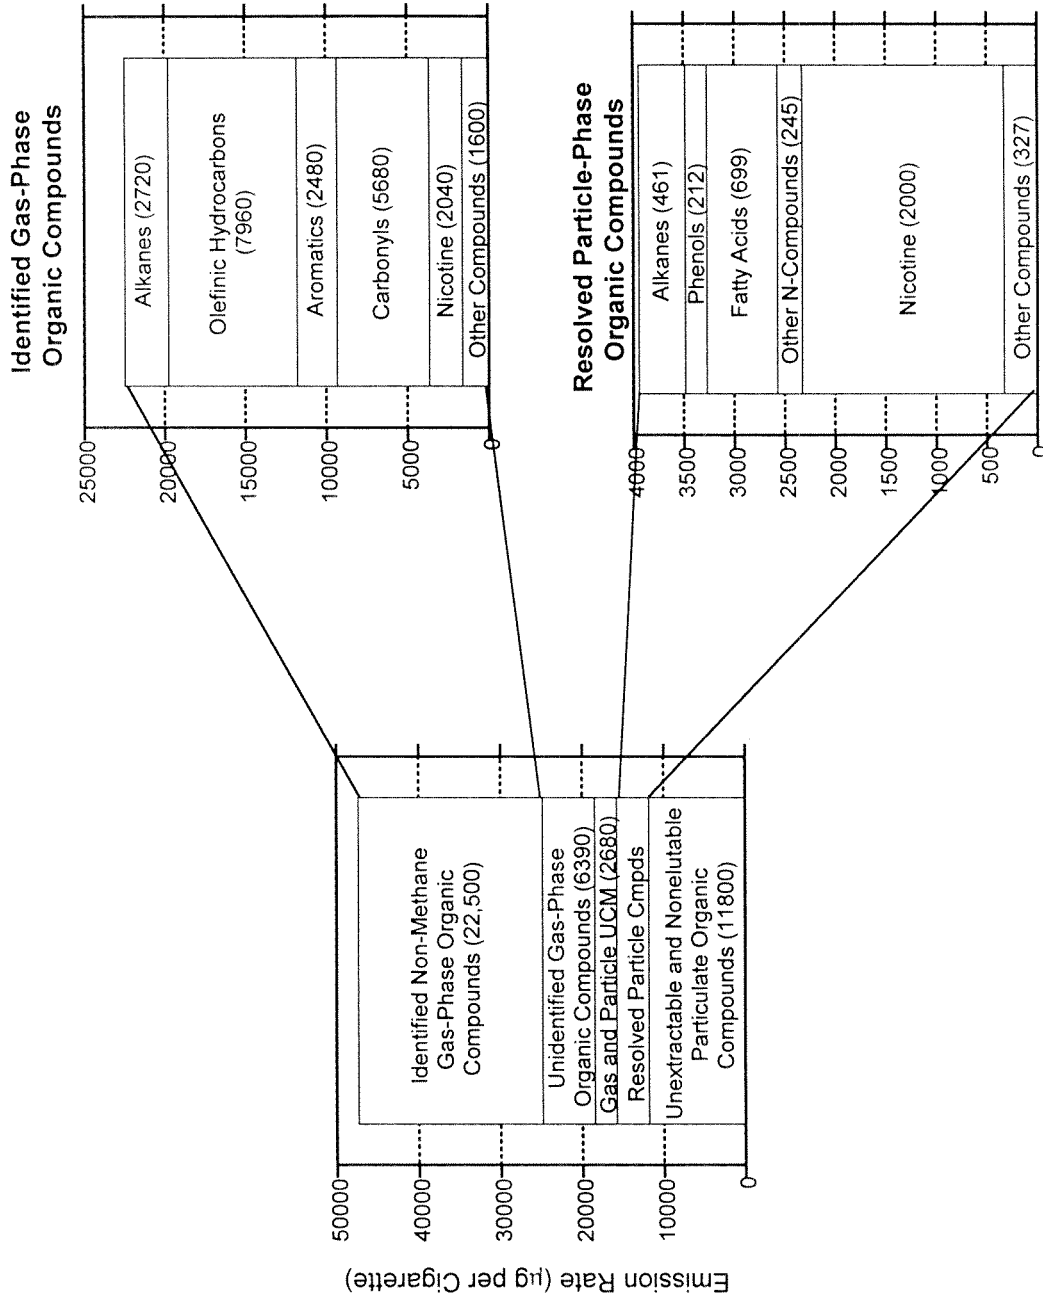 Emission Rate (µg per Cigarette)
50000
40000
30000
20000
10000
0
Identified Non-Methane
Gas-Phase Organic
Compounds (22,500)
Unidentified Gas-Phase
Organic Compounds (6390)
Gas and Particle UCM (2680)
Resolved Particle Cmpds
Unextractable and Nonelutable
Particulate Organic
Compounds (11800)
Identified Gas-Phase
Organic Compounds
25000
20000
15000
10000
5000
0
Alkanes (2720)
Olefinic Hydrocarbons
(7960)
Aromatics (2480)
Carbonyls (5680)
Nicotine (2040)
Other Compounds (1600)
Resolved Particle-Phase
Organic Compounds
4000
3500
3000
2500
2000
1500
1000
500
0
Alkanes (461)
Phenols (212)
Fatty Acids (699)
Other N-Compounds (245)
Nicotine (2000)
Other Compounds (327)